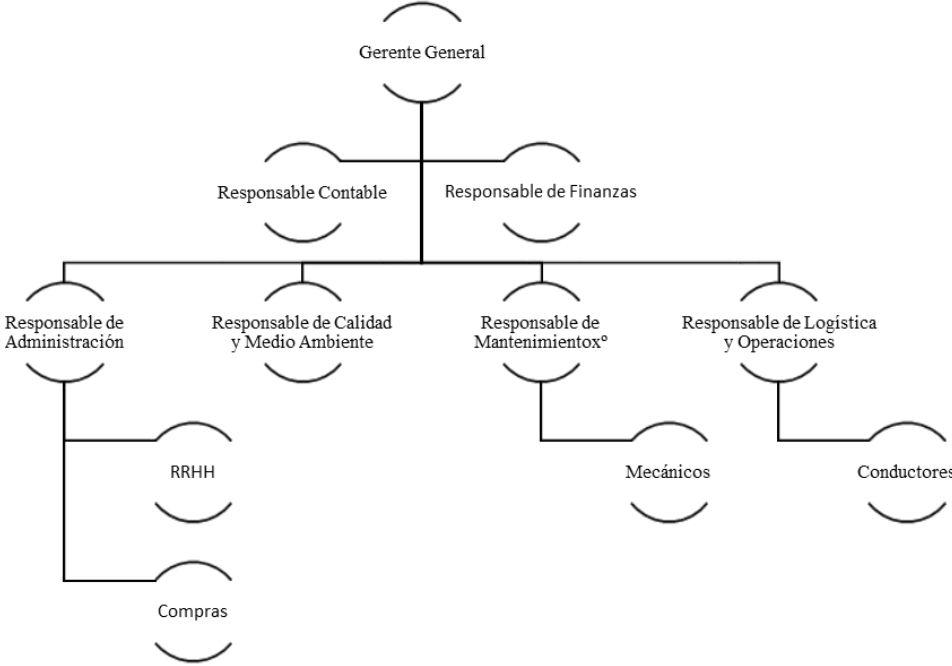 Gerente General
Responsable Contable
Responsable de Finanzas
Responsable de
Administración
Responsable de Calidad
y Medio Ambiente
Responsable de
Mantenimientoxº
Responsable de Logística
y Operaciones
RRHH
Mecánicos
Conductores
Compras